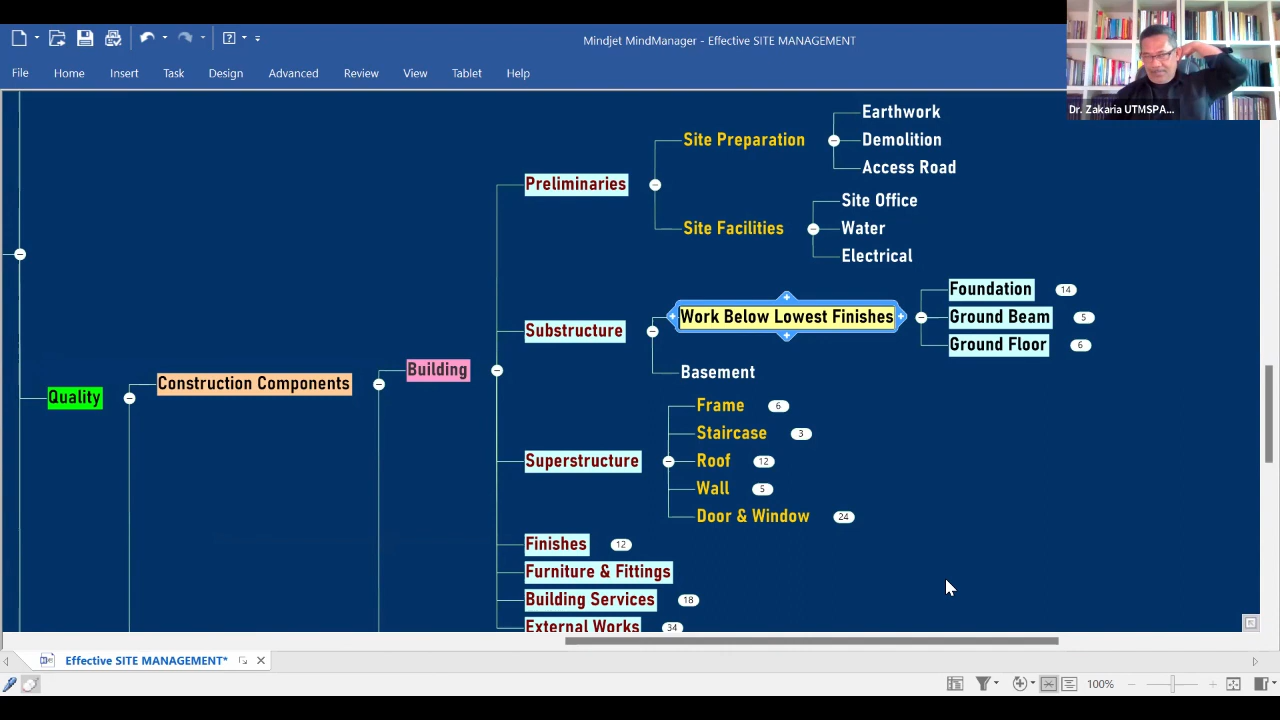 Mindjet MindManager - Effective SITE MANAGEMENT
File Home Insert Task Design Advanced Review View Tablet Help
Dr. Zakaria UTMSPA...
Earthwork
Site Preparation
Demolition
Access Road
Preliminaries
Site Office
Site Facilities
Water
Electrical
Foundation 14
Work Below Lowest Finishes
Ground Beam 5
Substructure
Ground Floor 6
Basement
Building
Construction Components
Quality
Frame 6
Staircase 3
Superstructure
Roof 12
Wall 5
Door & Window 24
Finishes 12
Furniture & Fittings
Building Services 18
External Works 34
Effective SITE MANAGEMENT*
100%